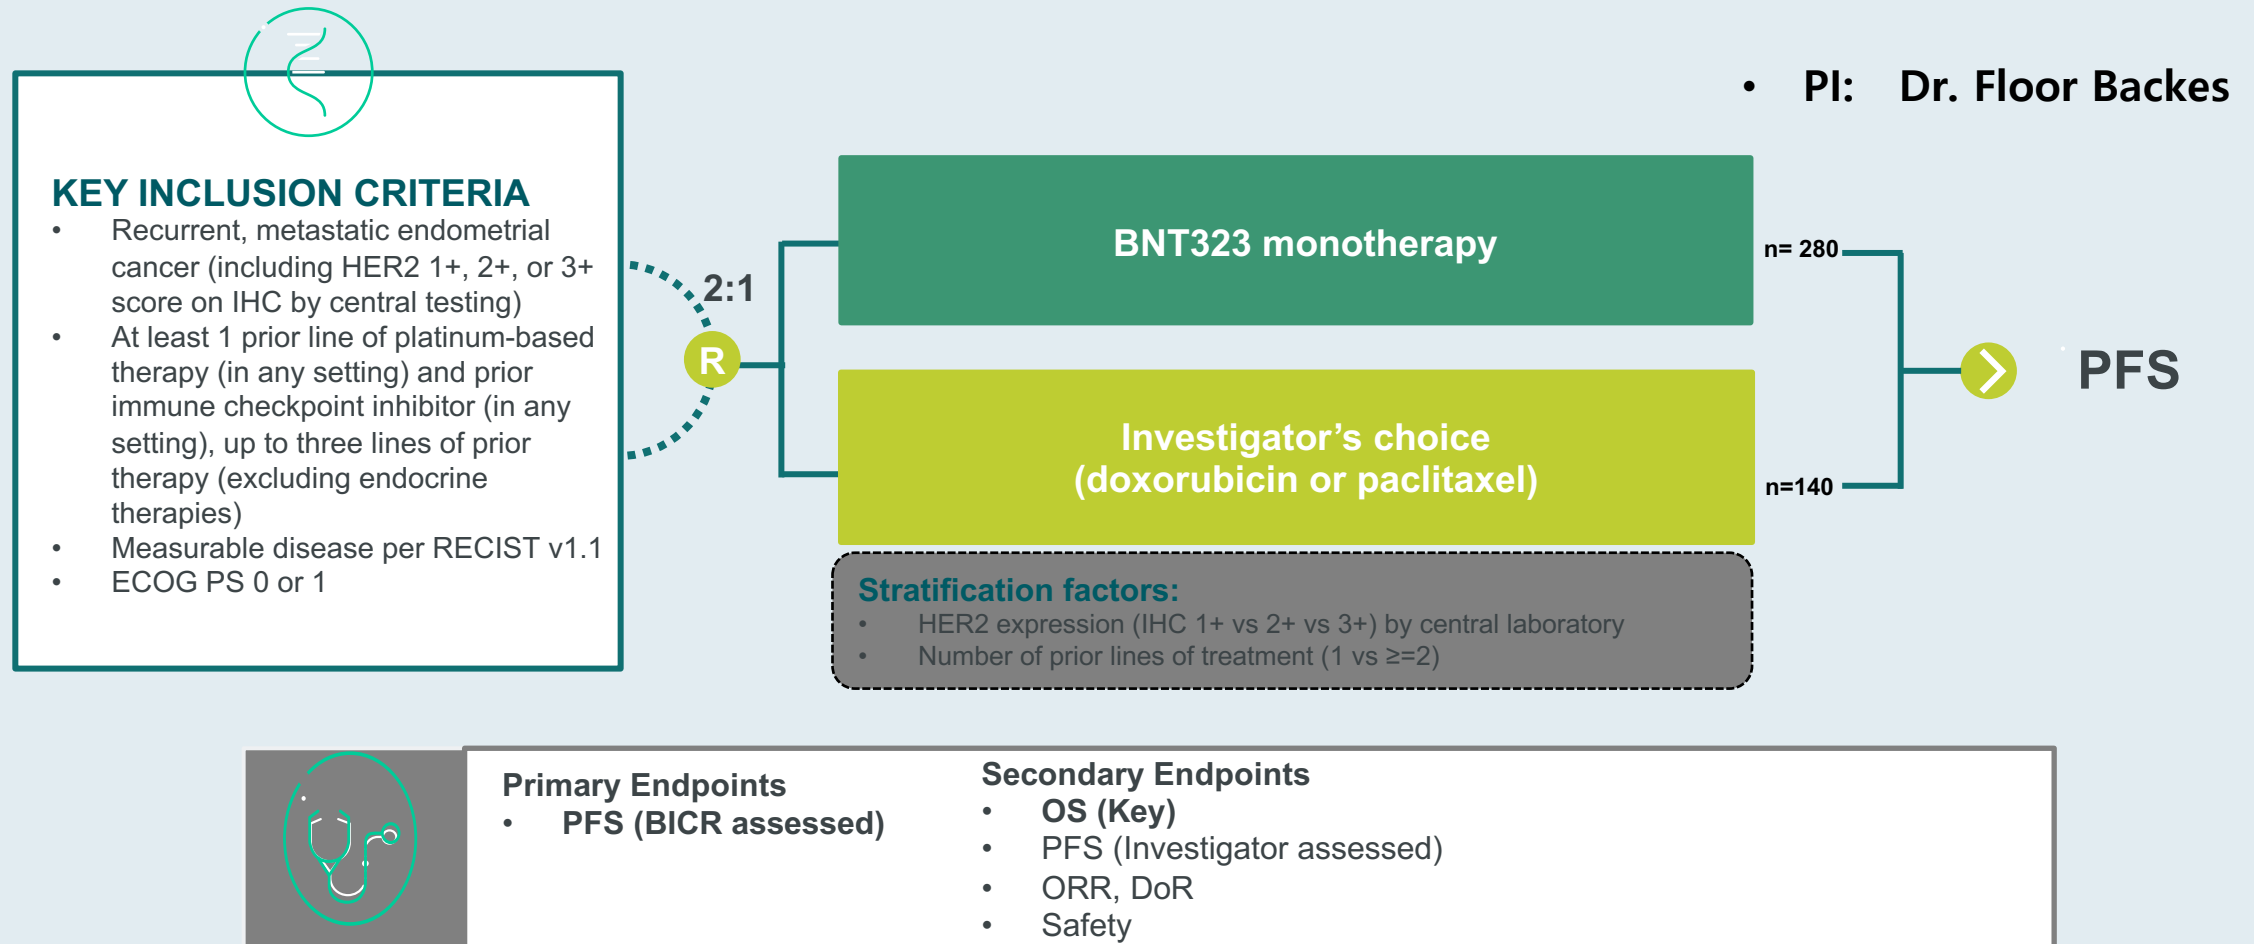 • PI: Dr. Floor Backes
KEY INCLUSION CRITERIA
• Recurrent, metastatic endometrial
cancer (including HER2 1+, 2+, or 3+
score on IHC by central testing)
• At least 1 prior line of platinum-based
therapy (in any setting) and prior
immune checkpoint inhibitor (in any
setting), up to three lines of prior
therapy (excluding endocrine
therapies)
• Measurable disease per RECIST v1.1
• ECOG PS 0 or 1
2:1
R
BNT323 monotherapy
n= 280
Investigator’s choice
(doxorubicin or paclitaxel)
n=140
PFS
Stratification factors:
• HER2 expression (IHC 1+ vs 2+ vs 3+) by central laboratory
• Number of prior lines of treatment (1 vs ≥=2)
Primary Endpoints
• PFS (BICR assessed)
Secondary Endpoints
• OS (Key)
• PFS (Investigator assessed)
• ORR, DoR
• Safety